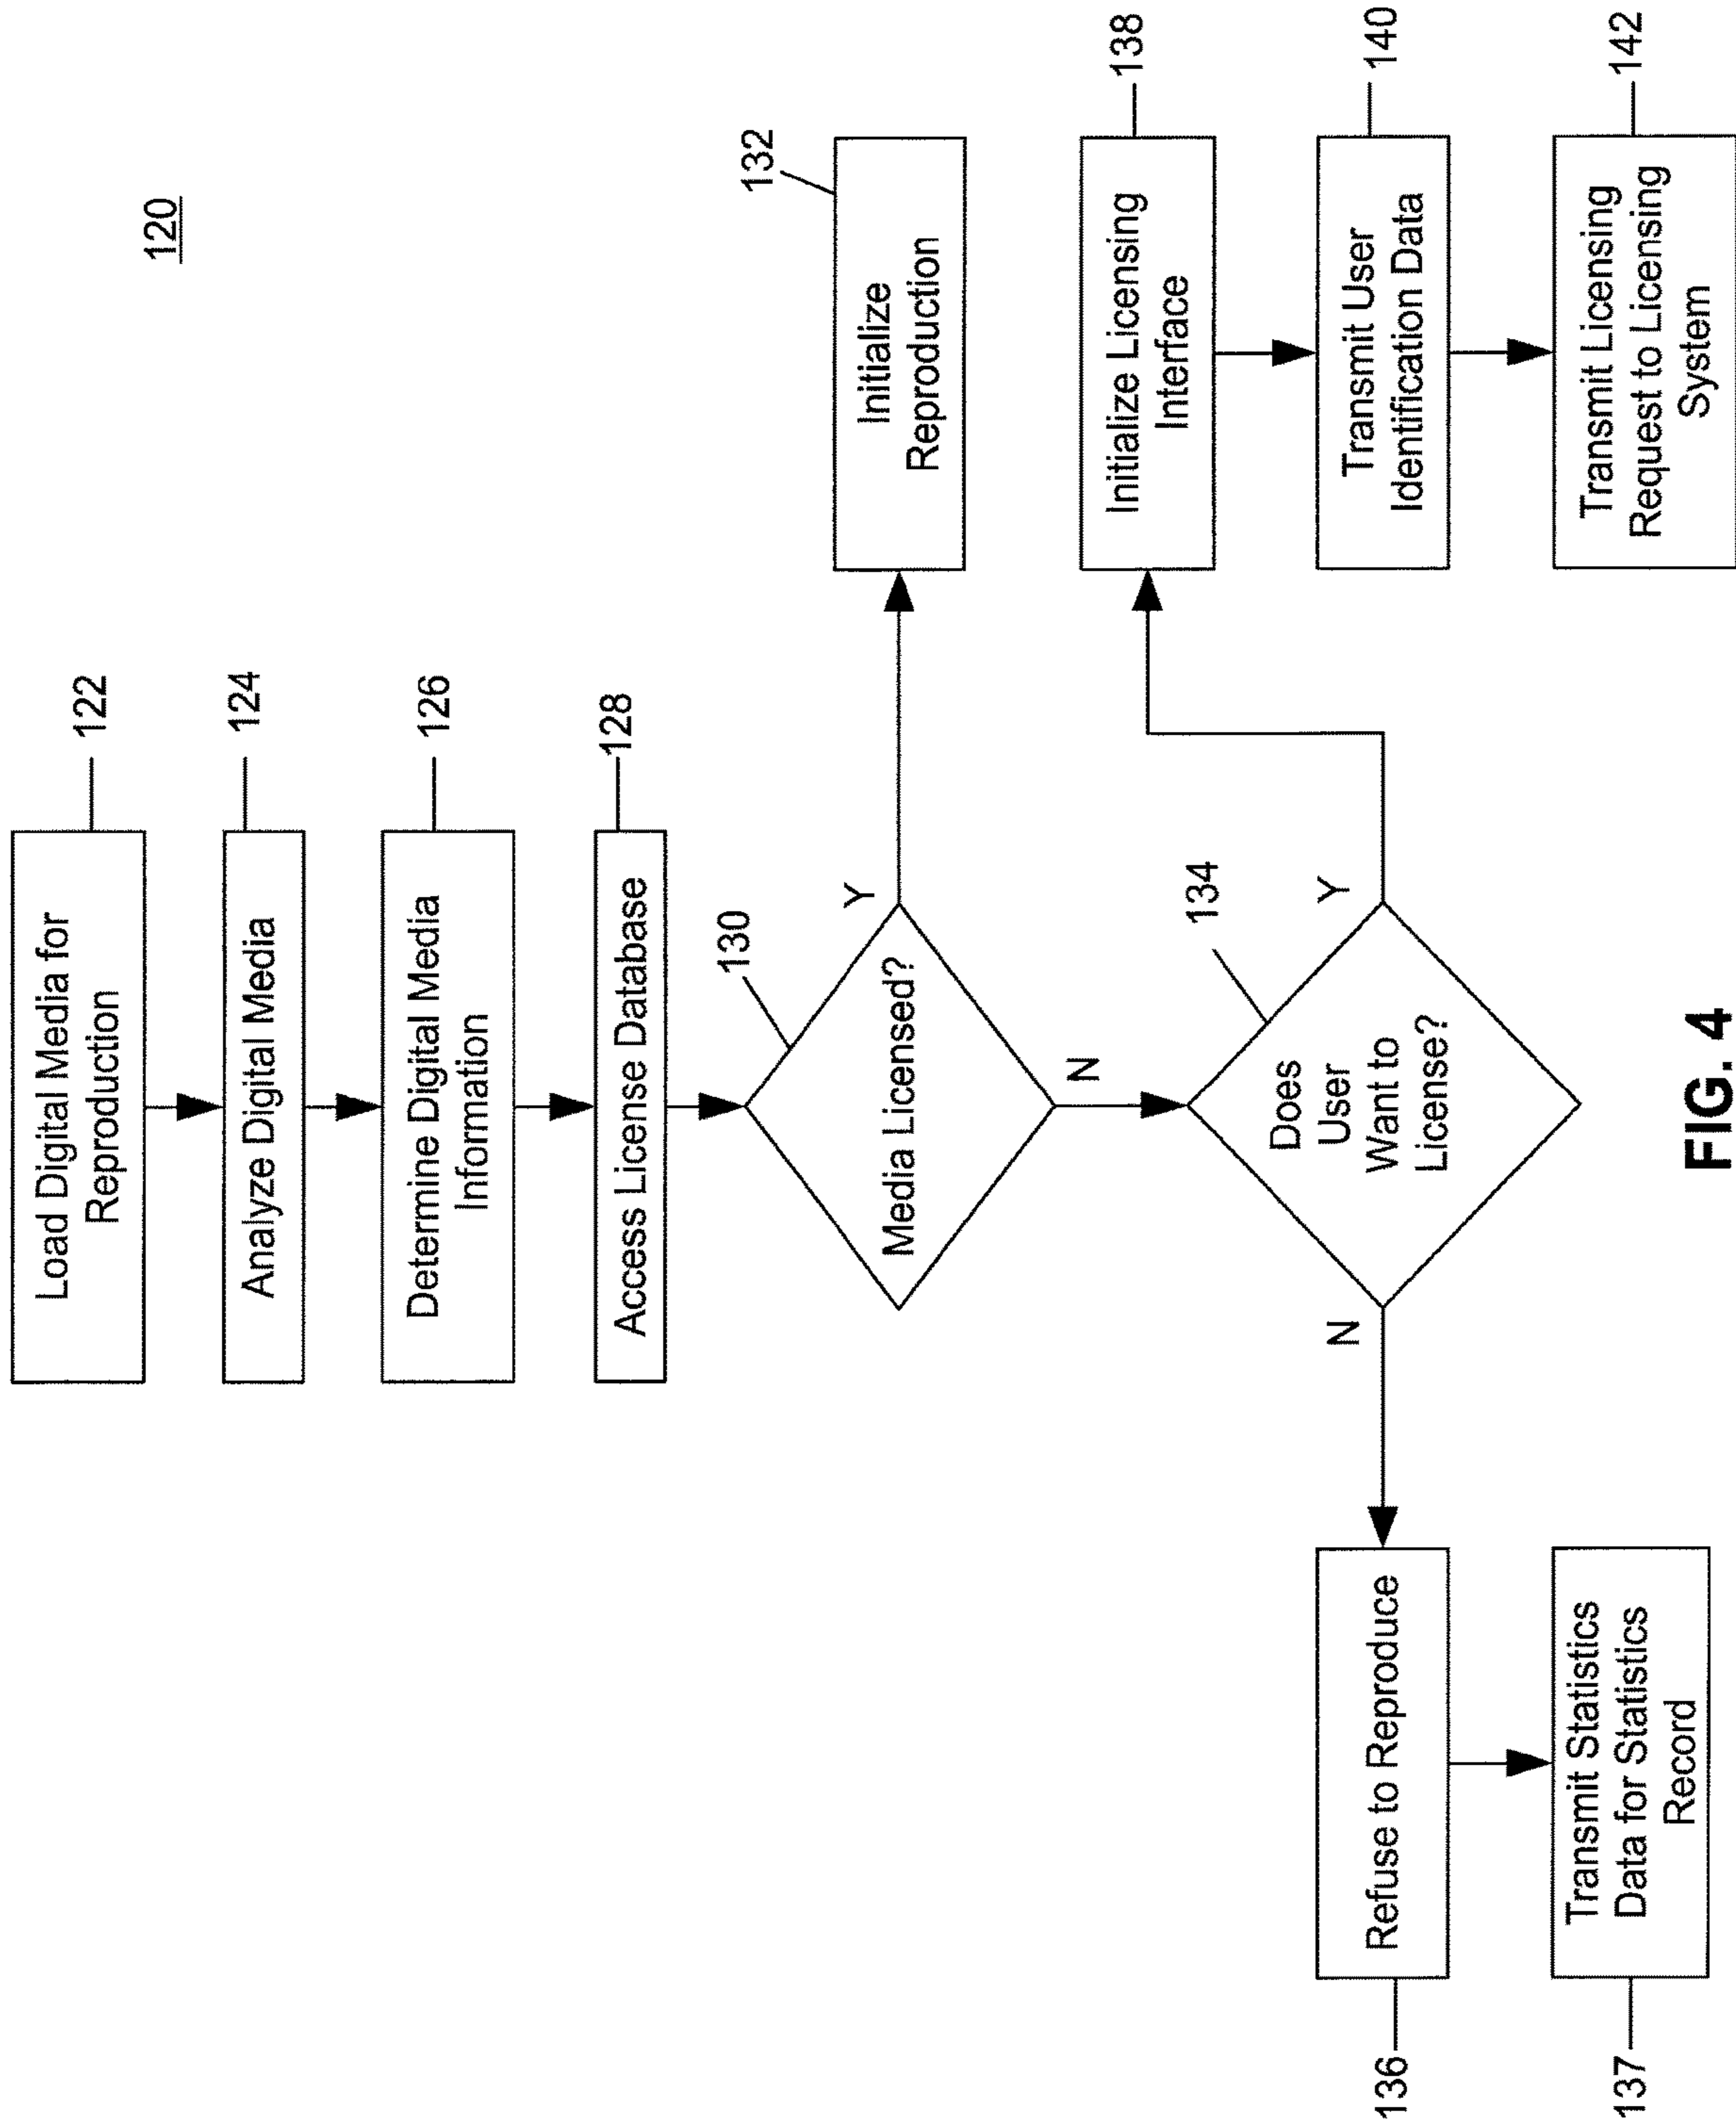 120
Load Digital Media for
Reproduction
122
Analyze Digital Media
124
Determine Digital Media
Information
126
Access License Database
128
130
Media Licensed?
Y
N
132
Initialize
Reproduction
134
Does
User
Want to
License?
Y
N
138
Initialize Licensing
Interface
140
Transmit User
Identification Data
142
Transmit Licensing
Request to Licensing
System
136
Refuse to Reproduce
137
Transmit Statistics
Data for Statistics
Record
FIG. 4